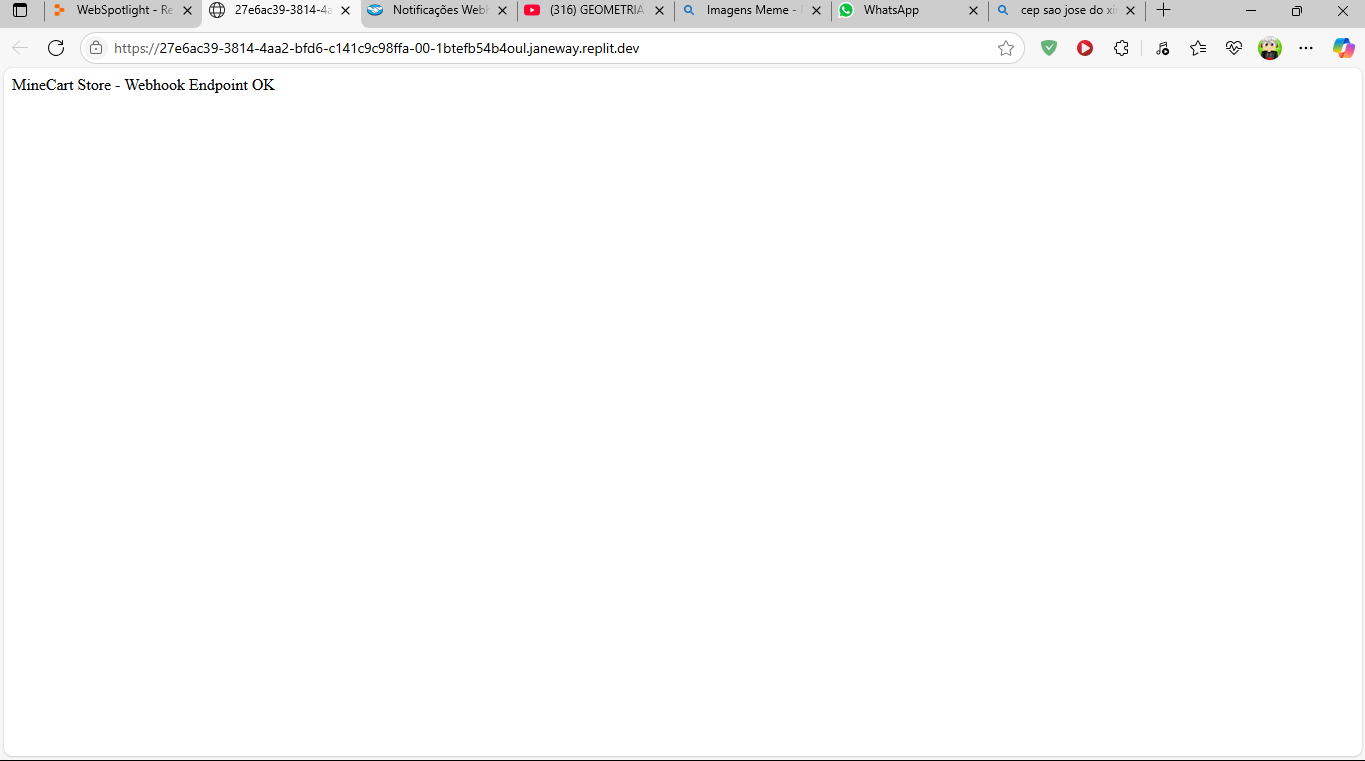 WebSpotlight - Re
27e6ac39-3814-4a
Notificações Web
(316) GEOMETRIA
Imagens Meme -
WhatsApp
cep sao jose do xi
https://27e6ac39-3814-4aa2-bfd6-c141c9c98ffa-00-1btefb54b4oul.janeway.replit.dev
MineCart Store - Webhook Endpoint OK